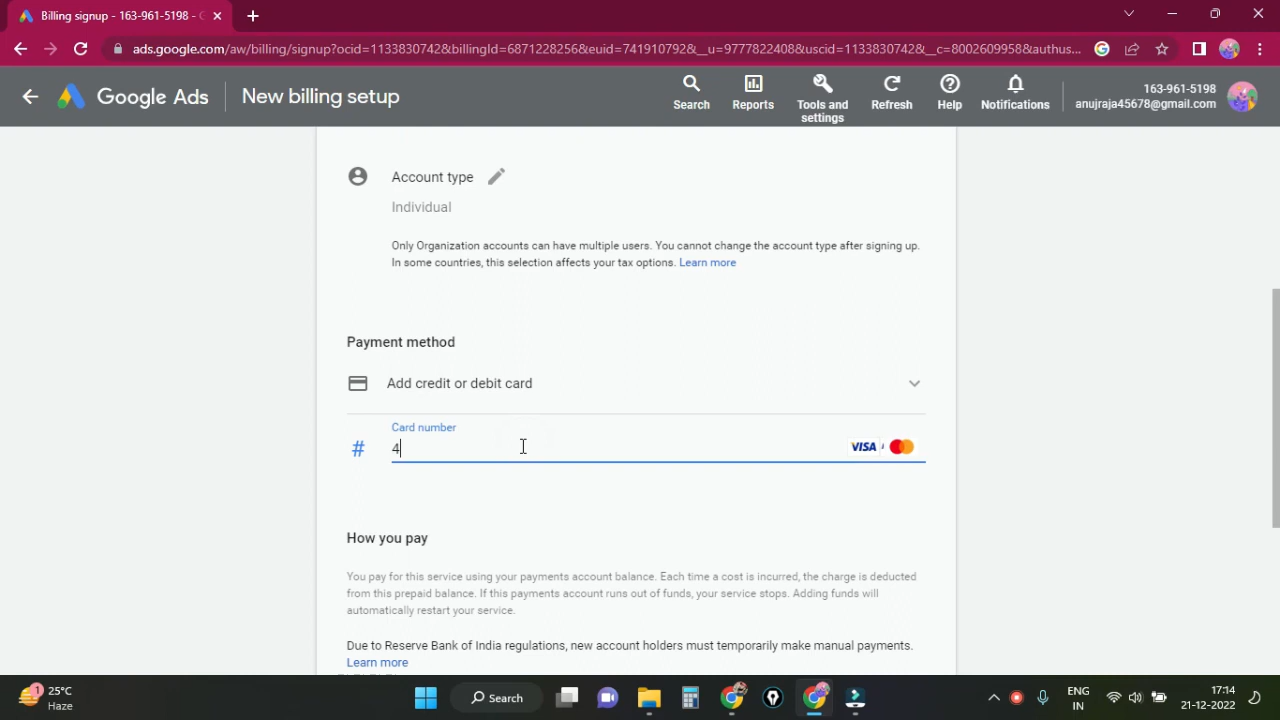 Billing signup - 163-961-5198 - G
ads.google.com/aw/billing/signup?ocid=1133830742&billingId=6871228256&euid=741910792&__u=9777822408&uscid=1133830742&__c=8002609958&authus...
Google Ads
New billing setup
Search
Reports
Tools and
settings
Refresh
Help
Notifications
163-961-5198
anujraja45678@gmail.com
Account type
Individual
Only Organization accounts can have multiple users. You cannot change the account type after signing up.
In some countries, this selection affects your tax options. Learn more
Payment method
Add credit or debit card
Card number
# 4
VISA
How you pay
You pay for this service using your payments account balance. Each time a cost is incurred, the charge is deducted
from this prepaid balance. If this payments account runs out of funds, your service stops. Adding funds will
automatically restart your service.
Due to Reserve Bank of India regulations, new account holders must temporarily make manual payments.
Learn more
1
25°C
Haze
Search
ENG
IN
17:14
21-12-2022